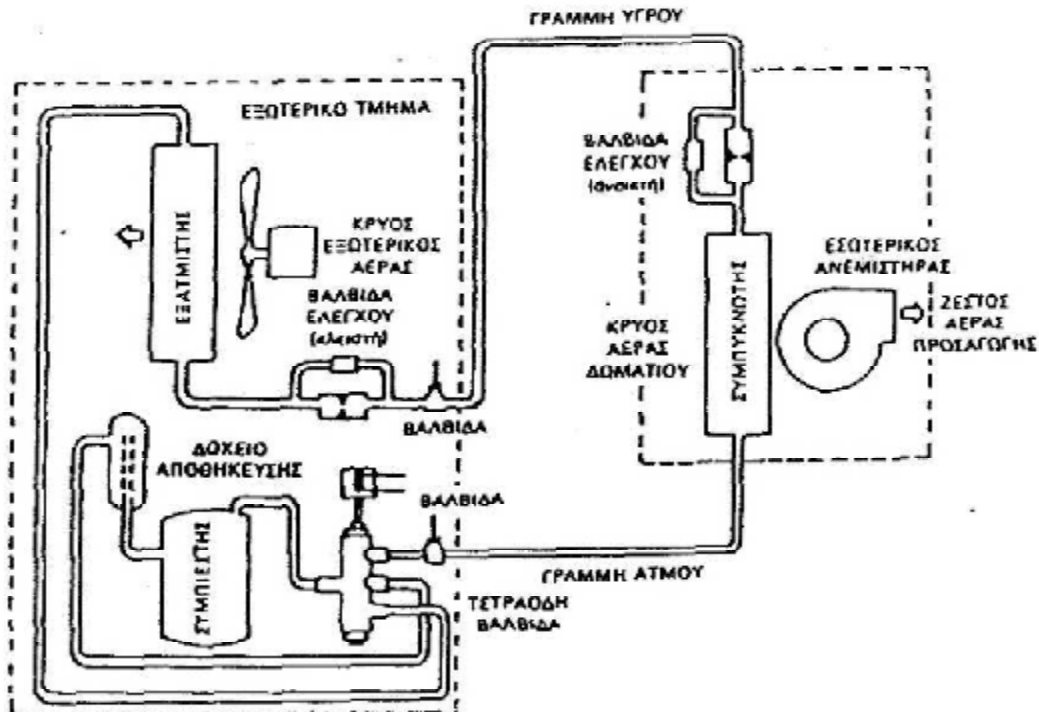 ΓΡΑΜΜΗ ΥΓΡΟΥ
ΕΞΩΤΕΡΙΚΟ ΤΜΗΜΑ
ΒΑΛΒΙΔΑ
ΕΛΕΓΧΟΥ
(ανοικτή)
ΕΞΑΤΜΙΣΤΗΣ
ΚΡΥΟΣ
ΕΞΩΤΕΡΙΚΟΣ
ΑΕΡΑΣ
ΒΑΛΒΙΔΑ
ΕΛΕΓΧΟΥ
(κλειστή)
ΚΡΥΟΣ
ΑΕΡΑΣ
ΔΩΜΑΤΙΟΥ
ΣΥΜΠΥΚΝΩΤΗΣ
ΕΣΩΤΕΡΙΚΟΣ
ΑΝΕΜΙΣΤΗΡΑΣ
ΖΕΣΤΟΣ
ΑΕΡΑΣ
ΠΡΟΣΑΓΩΓΗΣ
ΒΑΛΒΙΔΑ
ΔΟΧΕΙΟ
ΑΠΟΘΗΚΕΥΣΗΣ
ΣΥΜΠΙΕΣΤΗΣ
ΒΑΛΒΙΔΑ
ΓΡΑΜΜΗ ΑΤΜΟΥ
ΤΕΤΡΑΟΔΗ
ΒΑΛΒΙΔΑ